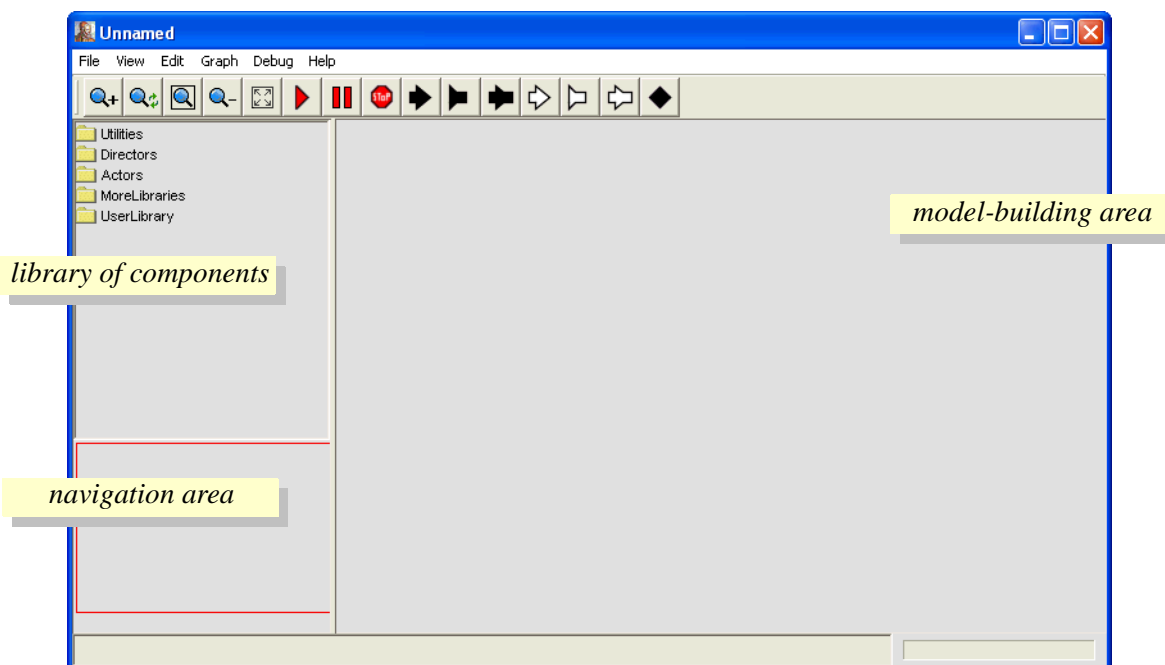 Unnamed
File View Edit Graph Debug Help
STOP
Utilities
Directors
Actors
MoreLibraries
UserLibrary
model-building area
library of components
navigation area